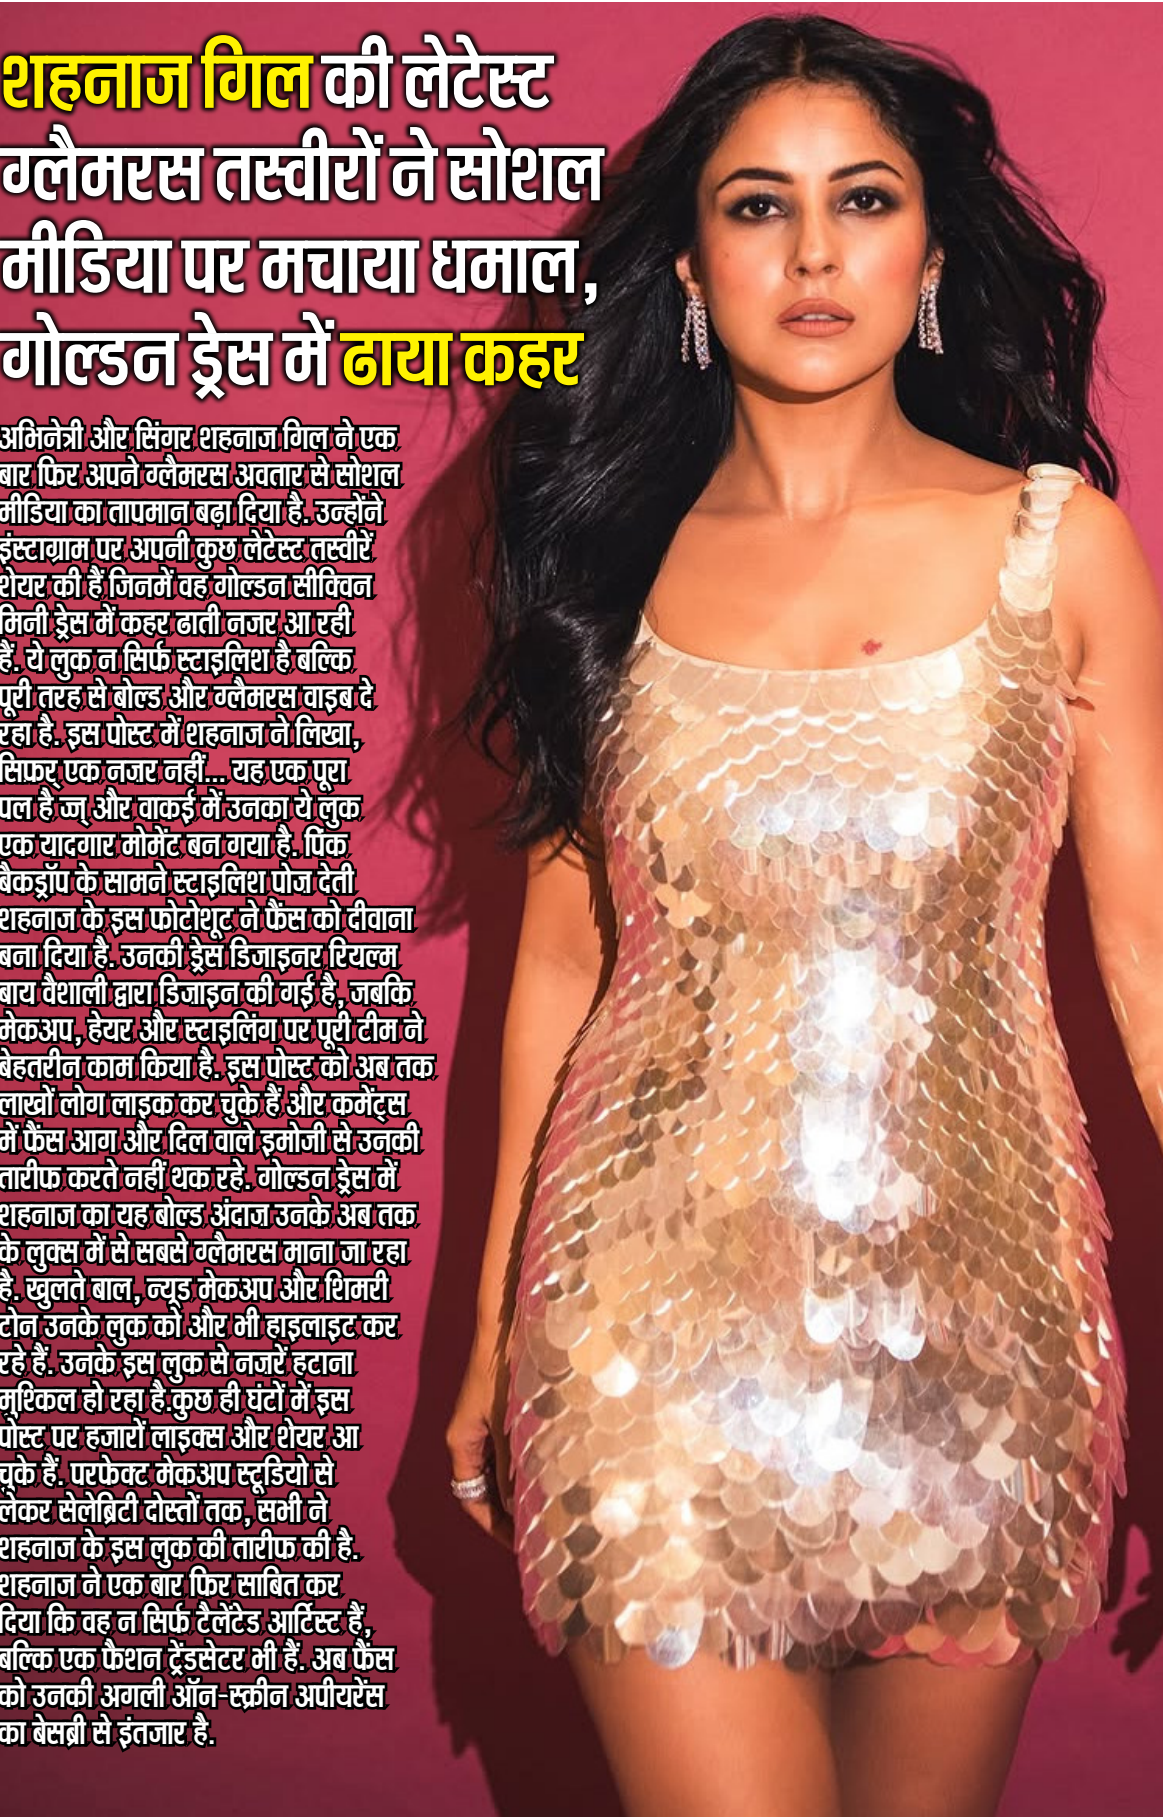 शहनाज गिल की लेटेस्ट
ग्लैमरस तस्वीरों ने सोशल
मीडिया पर मचाया धमाल,
गोल्डन ड्रेस में ढाया कहर
अभिनेत्री और सिंगर शहनाज गिल ने एक
बार फिर अपने ग्लैमरस अवतार से सोशल
मीडिया का तापमान बढ़ा दिया है. उन्होंने
इंस्टाग्राम पर अपनी कुछ लेटेस्ट तस्वीरें
शेयर की हैं जिनमें वह गोल्डन सीक्विन
मिनी ड्रेस में कहर ढाती नजर आ रही
हैं. ये लुक न सिर्फ स्टाइलिश है बल्कि
पूरी तरह से बोल्ड और ग्लैमरस वाइब दे
रहा है. इस पोस्ट में शहनाज ने लिखा,
सिफ़र् एक नजर नहीं... यह एक पूरा
पल है ज्ज् और वाकई में उनका ये लुक
एक यादगार मोमेंट बन गया है. पिंक
बैकड्रॉप के सामने स्टाइलिश पोज देती
शहनाज के इस फोटोशूट ने फैंस को दीवाना
बना दिया है. उनकी ड्रेस डिजाइनर रियल्म
बाय वैशाली द्वारा डिजाइन की गई है, जबकि
मेकअप, हेयर और स्टाइलिंग पर पूरी टीम ने
बेहतरीन काम किया है. इस पोस्ट को अब तक
लाखों लोग लाइक कर चुके हैं और कमेंट्स
में फैंस आग और दिल वाले इमोजी से उनकी
तारीफ करते नहीं थक रहे. गोल्डन ड्रेस में
शहनाज का यह बोल्ड अंदाज उनके अब तक
के लुक्स में से सबसे ग्लैमरस माना जा रहा
है. खुलते बाल, न्यूड मेकअप और शिमरी
टोन उनके लुक को और भी हाइलाइट कर
रहे हैं. उनके इस लुक से नजरें हटाना
मुश्किल हो रहा है.कुछ ही घंटों में इस
पोस्ट पर हजारों लाइक्स और शेयर आ
चुके हैं. परफेक्ट मेकअप स्टूडियो से
लेकर सेलेब्रिटी दोस्तों तक, सभी ने
शहनाज के इस लुक की तारीफ की है.
शहनाज ने एक बार फिर साबित कर
दिया कि वह न सिर्फ टैलेंटेड आर्टिस्ट हैं,
बल्कि एक फैशन ट्रेंडसेटर भी हैं. अब फैंस
को उनकी अगली ऑन-स्क्रीन अपीयरेंस
का बेसब्री से इंतजार है.